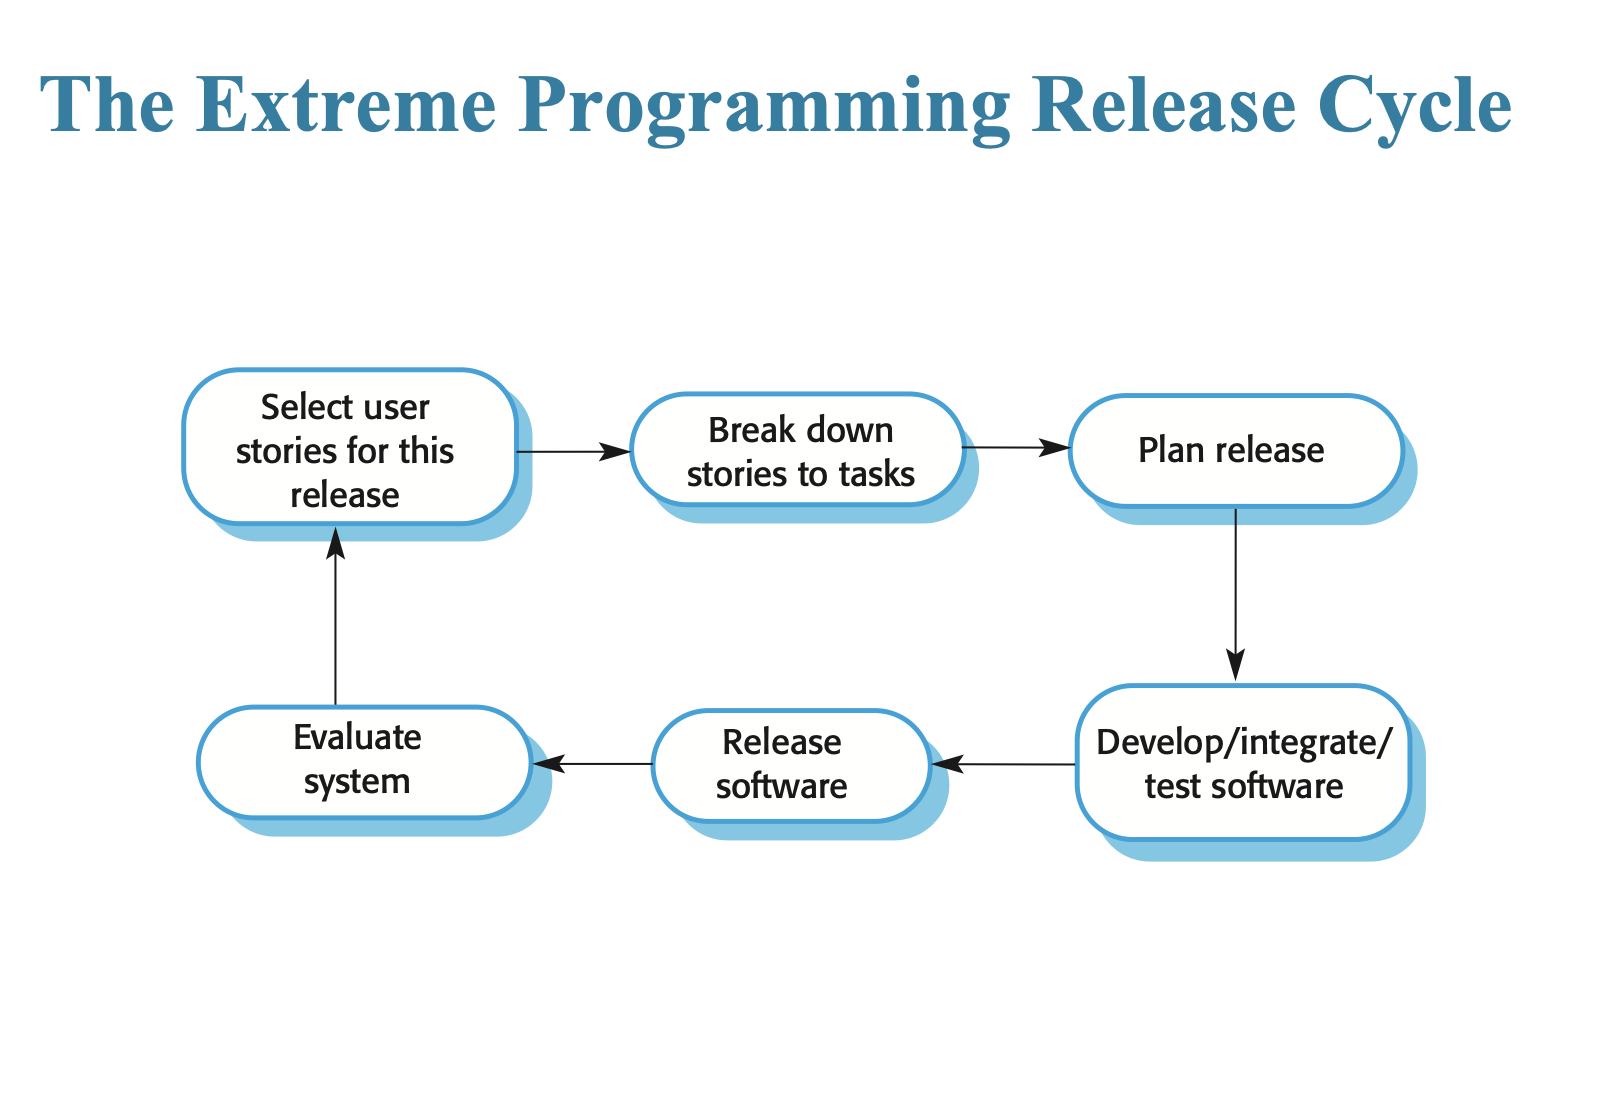 The Extreme Programming Release Cycle
Select user
stories for this
release
Break down
stories to tasks
Plan release
Evaluate
system
Release
software
Develop/integrate/
test software